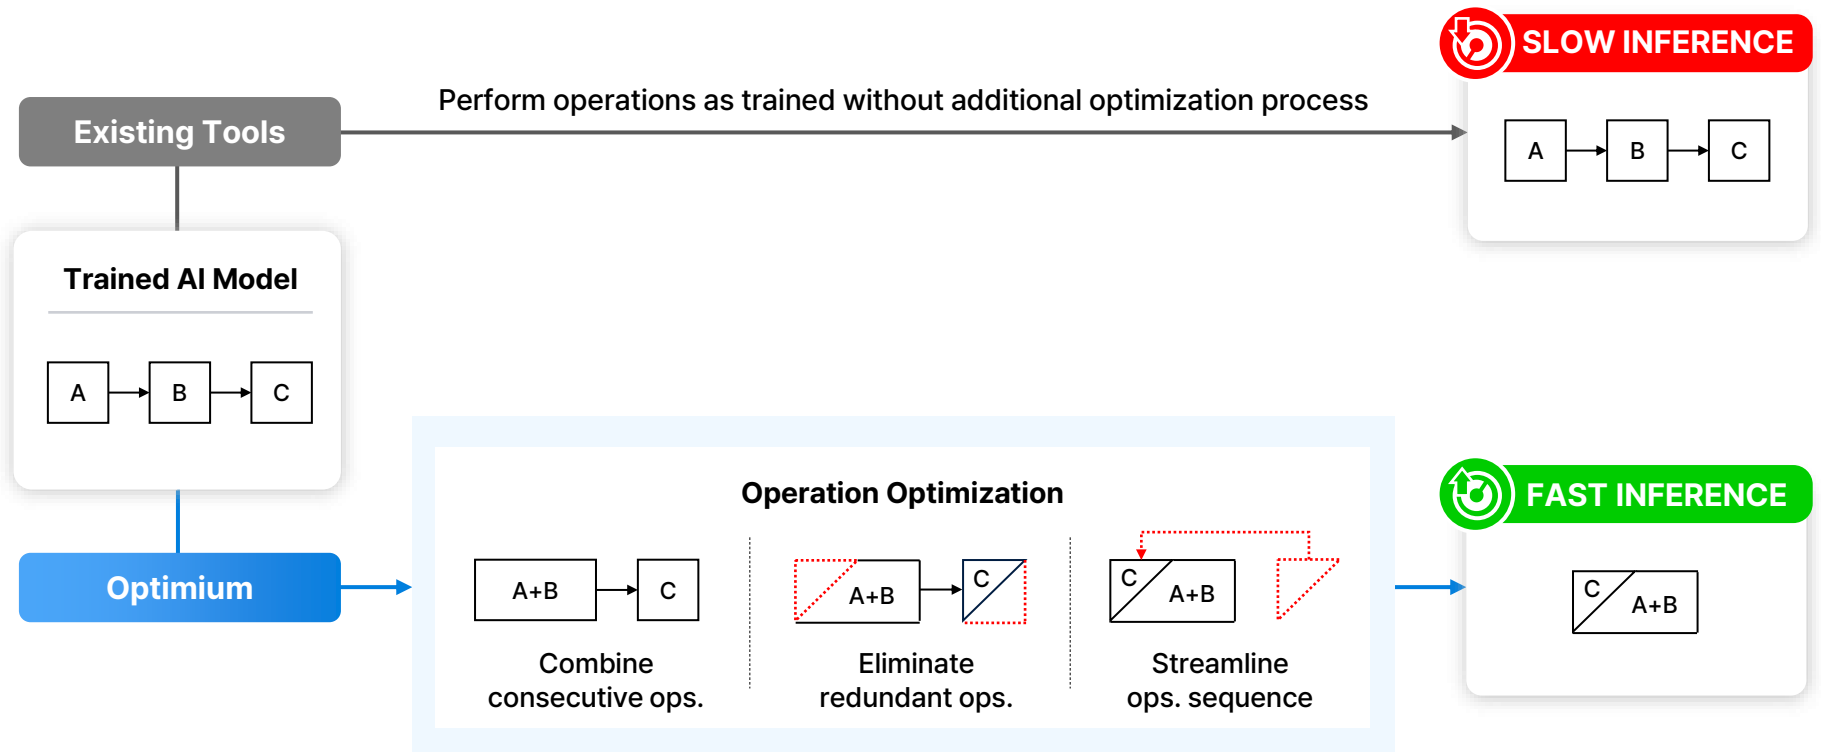 SLOW INFERENCE
Perform operations as trained without additional optimization process
Existing Tools
A
B
C
Trained AI Model
A
B
C
Operation Optimization
FAST INFERENCE
Optimium
A+B
C
A+B
C
C
A+B
C
A+B
Combine
consecutive ops.
Eliminate
redundant ops.
Streamline
ops. sequence